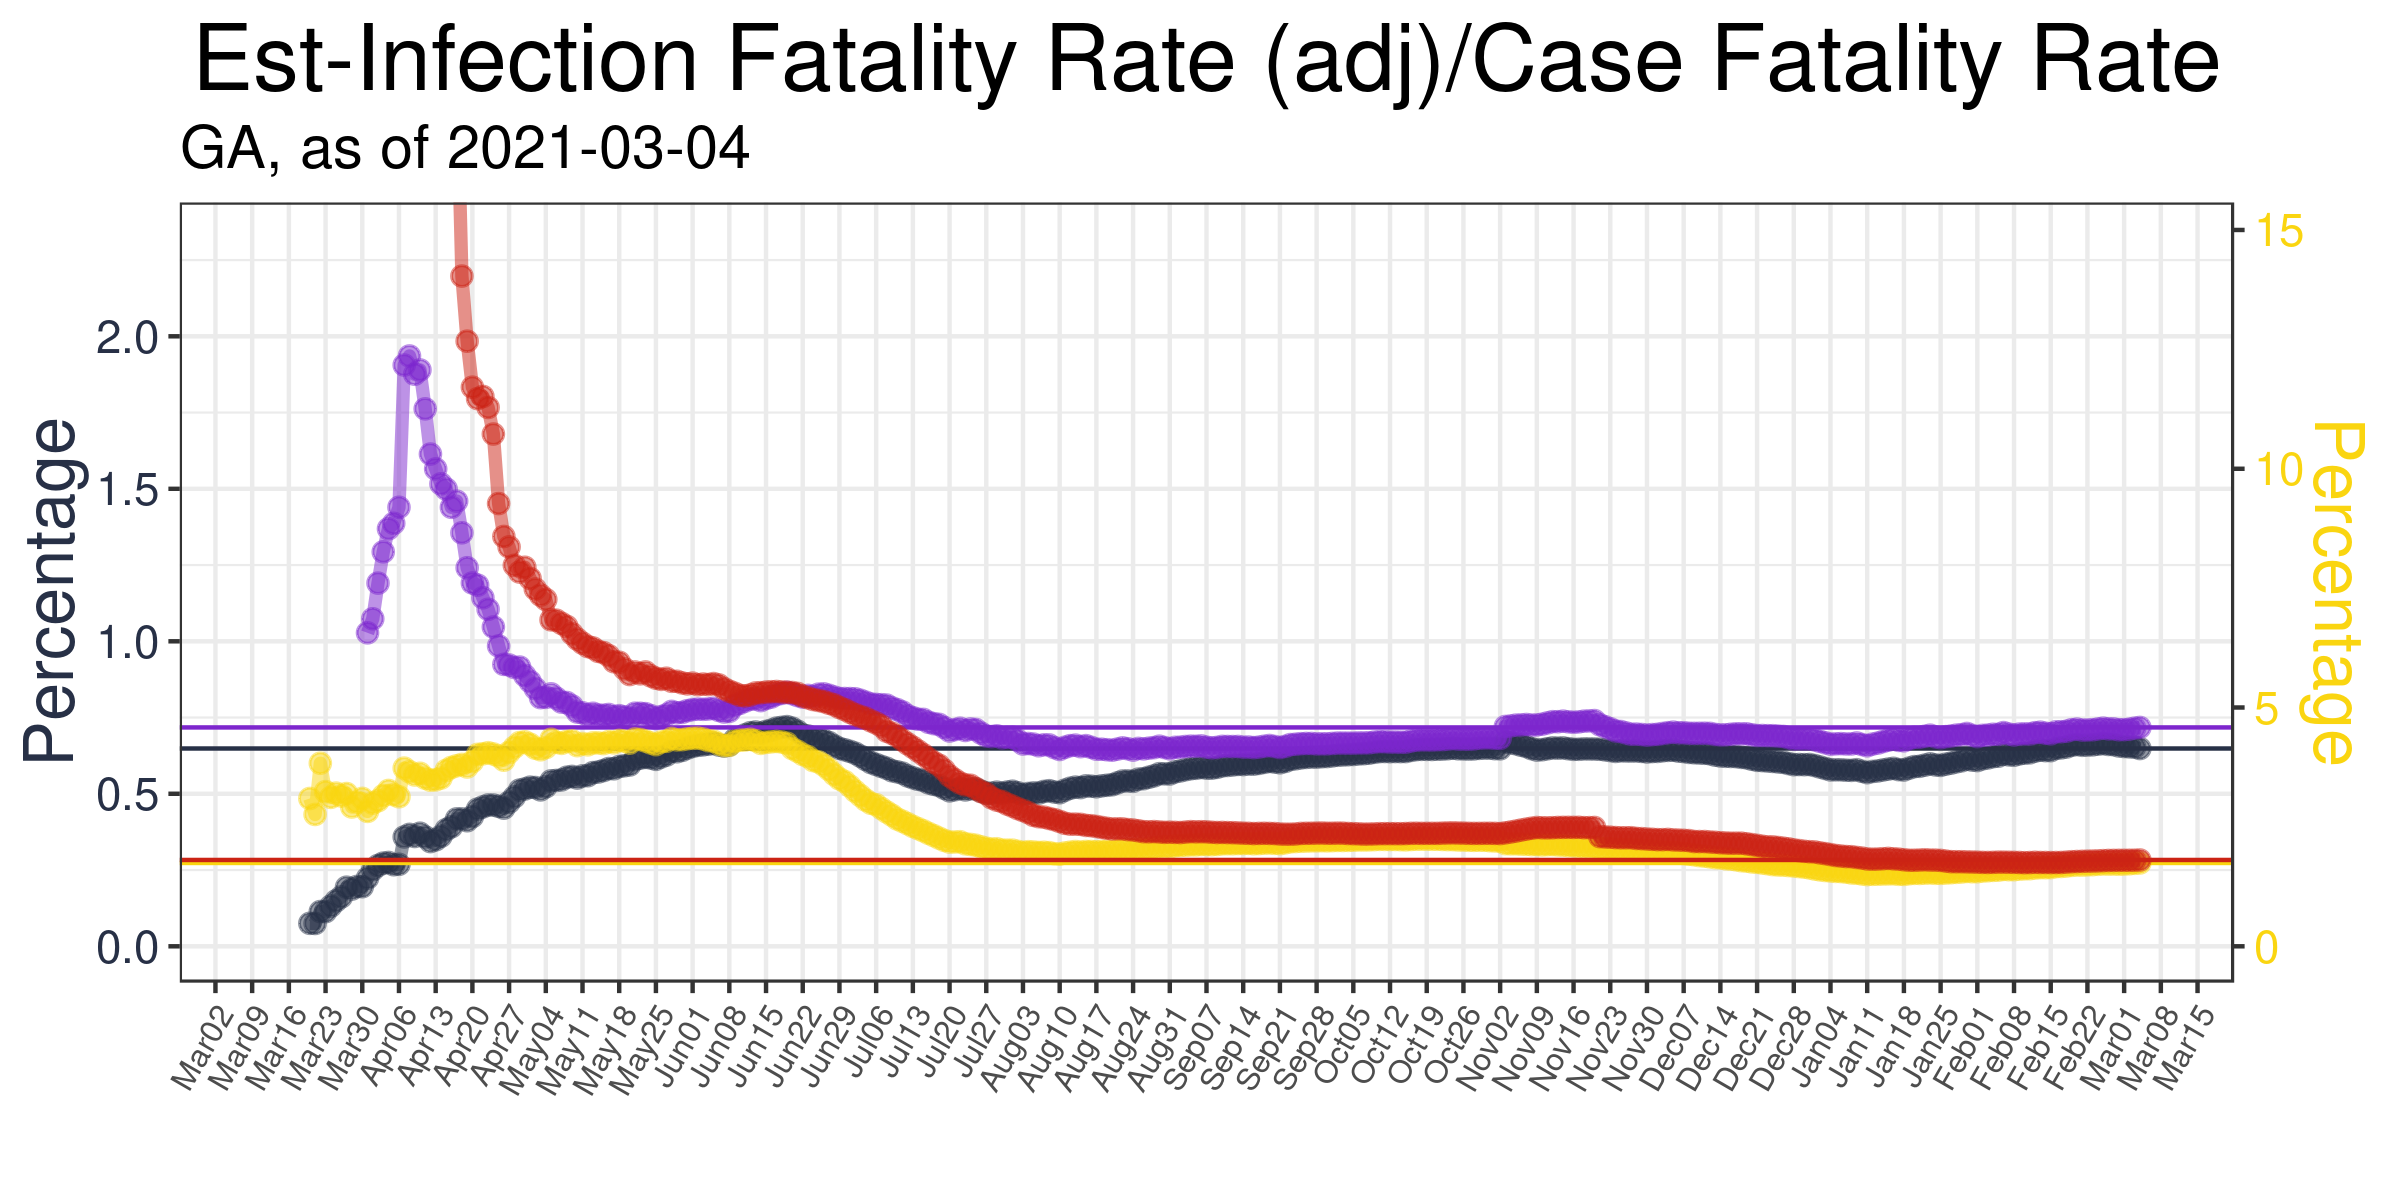 Est-Infection Fatality Rate (adj)/Case Fatality Rate
GA, as of 2021-03-04
Percentage
2.0
1.5
1.0
0.5
0.0
15
10
5
0
Percentage
Mar02
Mar09
Mar16
Mar23
Mar30
Apr06
Apr13
Apr20
Apr27
May04
May11
May18
May25
Jun01
Jun08
Jun15
Jun22
Jun29
Jul06
Jul13
Jul20
Jul27
Aug03
Aug10
Aug17
Aug24
Aug31
Sep07
Sep14
Sep21
Sep28
Oct05
Oct12
Oct19
Oct26
Nov02
Nov09
Nov16
Nov23
Nov30
Dec07
Dec14
Dec21
Dec28
Jan04
Jan11
Jan18
Jan25
Feb01
Feb08
Feb15
Feb22
Mar01
Mar08
Mar15